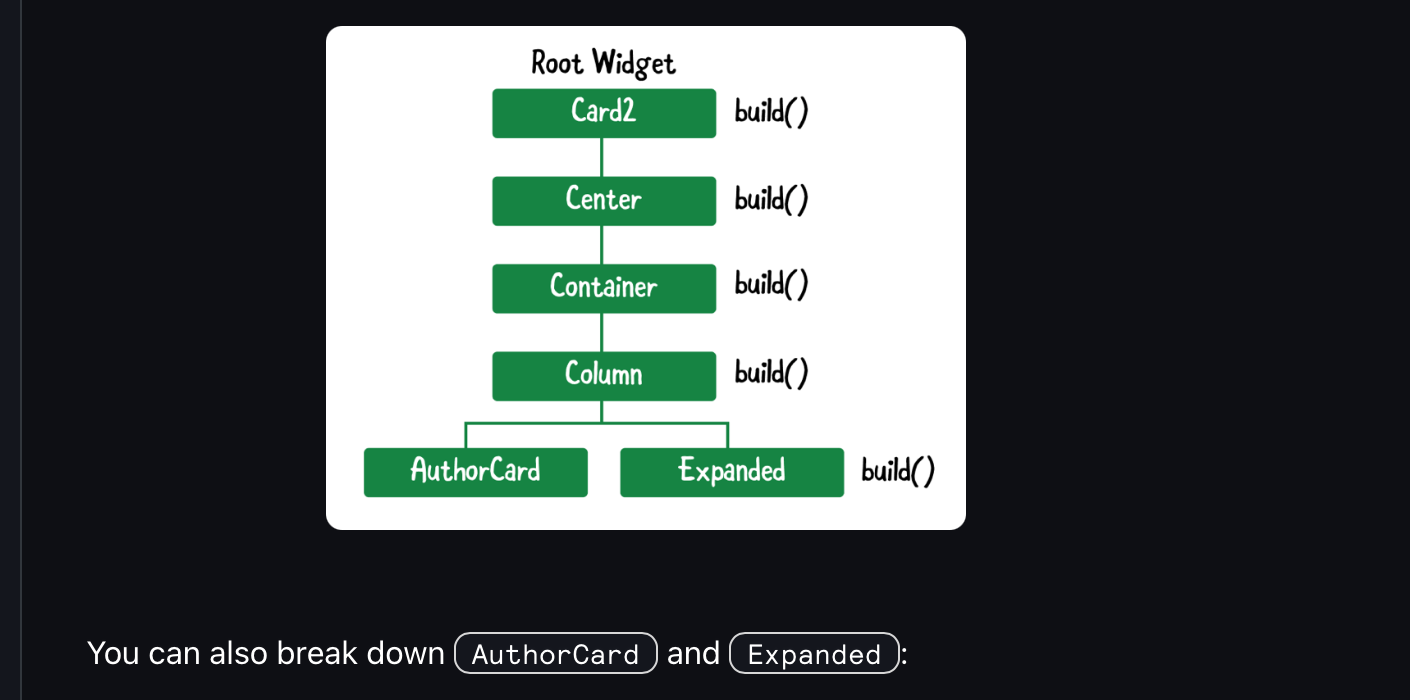 Root Widget
Card2 build()
Center build()
Container build()
Column build()
AuthorCard Expanded build()
You can also break down AuthorCard and Expanded: